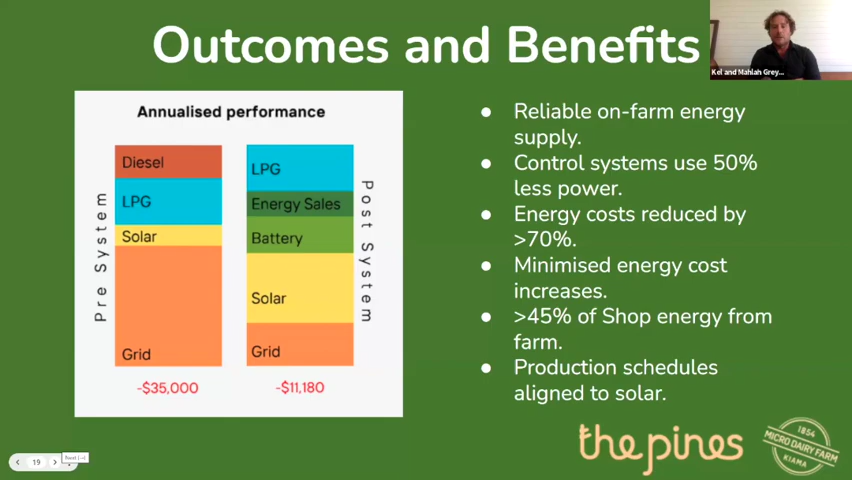 Outcomes and Benefits
Kel and Mahlah Grey...
Annualised performance
Pre System
Diesel
LPG
Solar
Grid
-$35,000
LPG
Energy Sales
Battery
Solar
Grid
-$11,180
Post System
● Reliable on-farm energy
supply.
● Control systems use 50%
less power.
● Energy costs reduced by
>70%.
● Minimised energy cost
increases.
● >45% of Shop energy from
farm.
● Production schedules
aligned to solar.
the pines
1854
MICRO DAIRY FARM
KIAMA
19